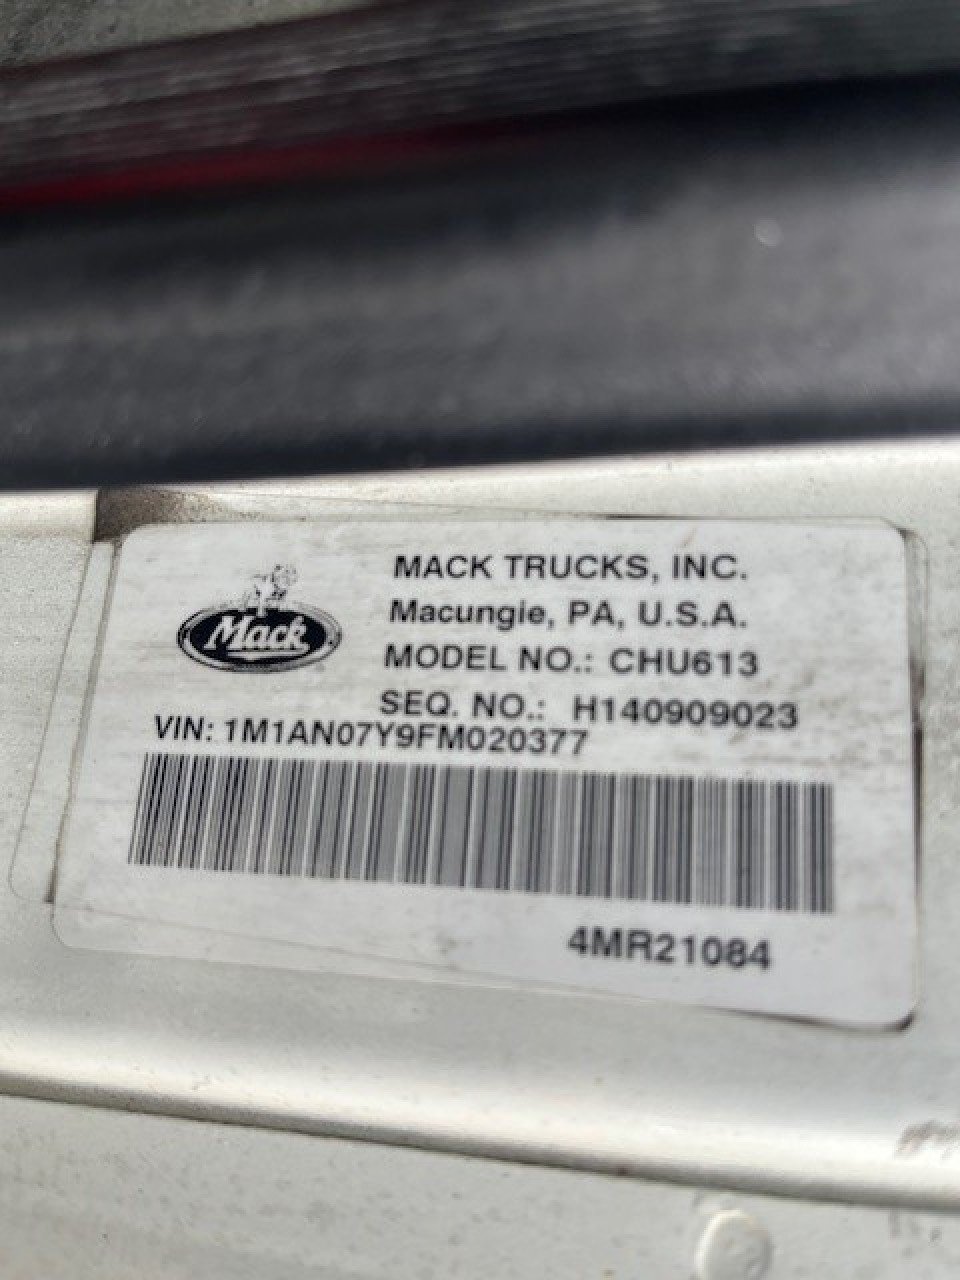 Mack
MACK TRUCKS, INC.
Macungie, PA, U.S.A.
MODEL NO.: CHU613
SEQ. NO.: H140909023
VIN: 1M1AN07Y9FM020377
4MR21084